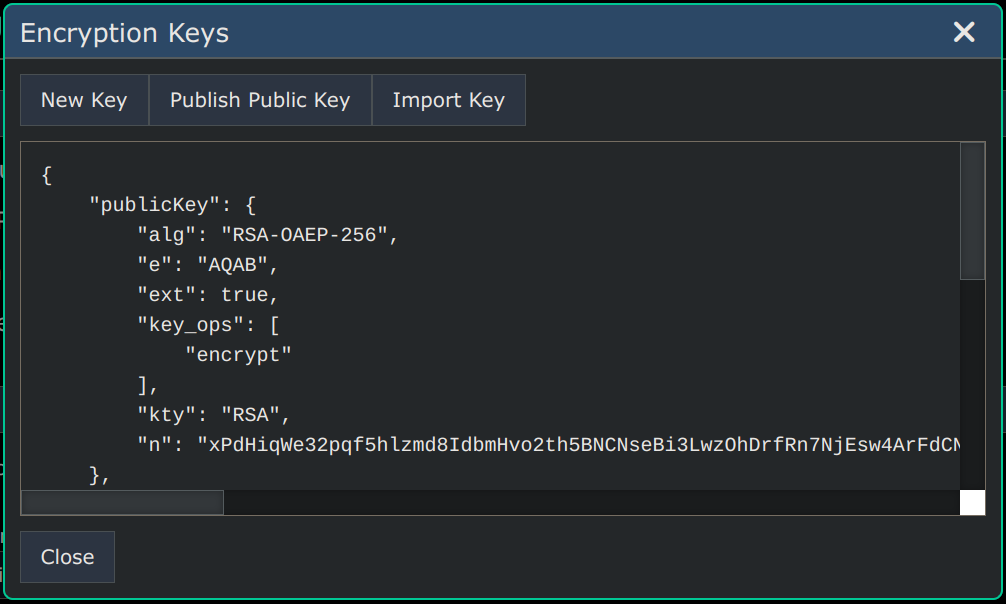 Encryption Keys
New Key
Publish Public Key
Import Key
{
    "publicKey": {
        "alg": "RSA-OAEP-256",
        "e": "AQAB",
        "ext": true,
        "key_ops": [
            "encrypt"
        ],
        "kty": "RSA",
        "n": "xPdHiqWe32pqf5hlzmd8IdbmHvo2th5BNCNseBi3LwzOhDrfRn7NjEsw4ArFdCN
    },
Close